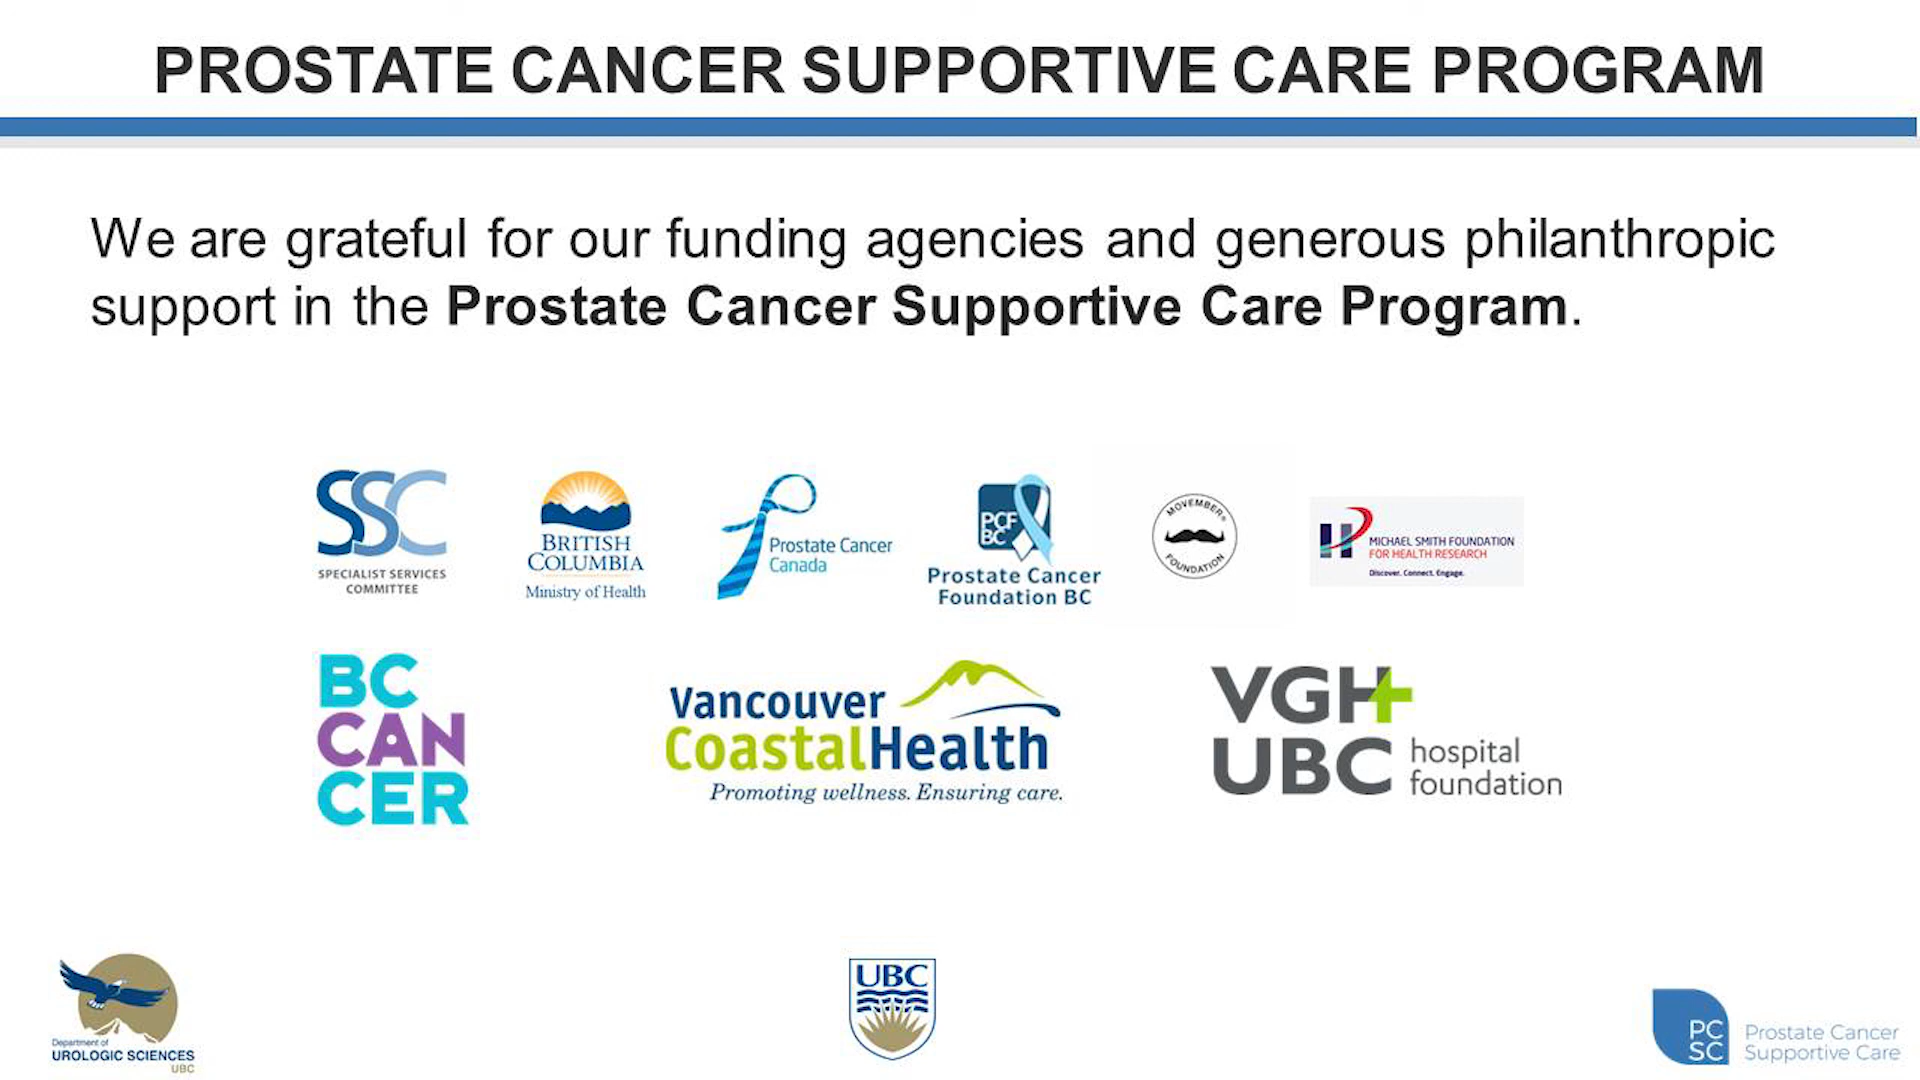 PROSTATE CANCER SUPPORTIVE CARE PROGRAM
We are grateful for our funding agencies and generous philanthropic
support in the Prostate Cancer Supportive Care Program.
SSC
SPECIALIST SERVICES
COMMITTEE
BRITISH
COLUMBIA
Ministry of Health
Prostate Cancer
Canada
PCF
BC
Prostate Cancer
Foundation BC
MOVEMBER®
FOUNDATION
MICHAEL SMITH FOUNDATION
FOR HEALTH RESEARCH
Discover. Connect. Engage.
BC
CAN
CER
Vancouver
CoastalHealth
Promoting wellness. Ensuring care.
VGH+
UBC hospital
foundation
Department of
UROLOGIC SCIENCES
UBC
UBC
PC
SC
Prostate Cancer
Supportive Care